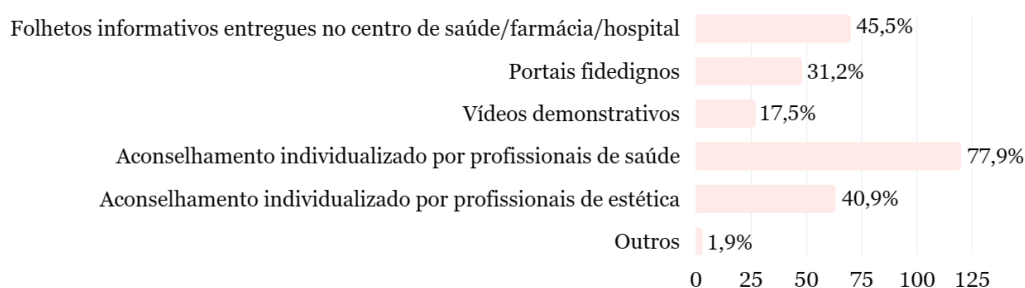 Folhetos informativos entregues no centro de saúde/farmácia/hospital 45,5%
Portais fidedignos 31,2%
Vídeos demonstrativos 17,5%
Aconselhamento individualizado por profissionais de saúde 77,9%
Aconselhamento individualizado por profissionais de estética 40,9%
Outros 1,9%
0 25 50 75 100 125